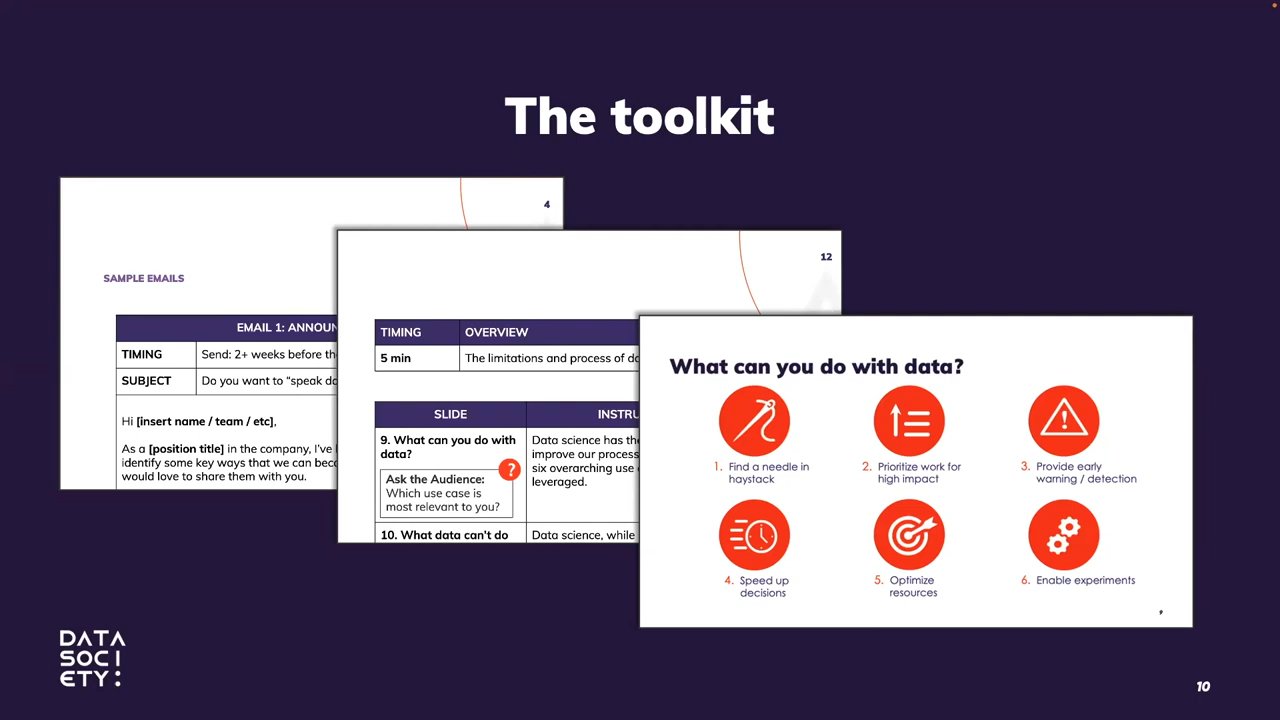 The toolkit
4
SAMPLE EMAILS
EMAIL 1:
TIMING Send: 2+ weeks before
SUBJECT Do you want to "speak
Hi [insert name / team / etc],
As a [position title] in the company, I've
identify some key ways that we can
would love to share them with you.
12
TIMING OVERVIEW
5 min The limitations and process of
SLIDE
9. What can you do with
data?
Ask the Audience:
Which use case is
most relevant to you?
?
Data science has
improve our process
six overarching use
leveraged.
10. What data can't do
Data science, while
What can you do with data?
1. Find a needle in
haystack
2. Prioritize work for
high impact
3. Provide early
warning / detection
4. Speed up
decisions
5. Optimize
resources
6. Enable experiments
DATA
SOCI
ETY:
10